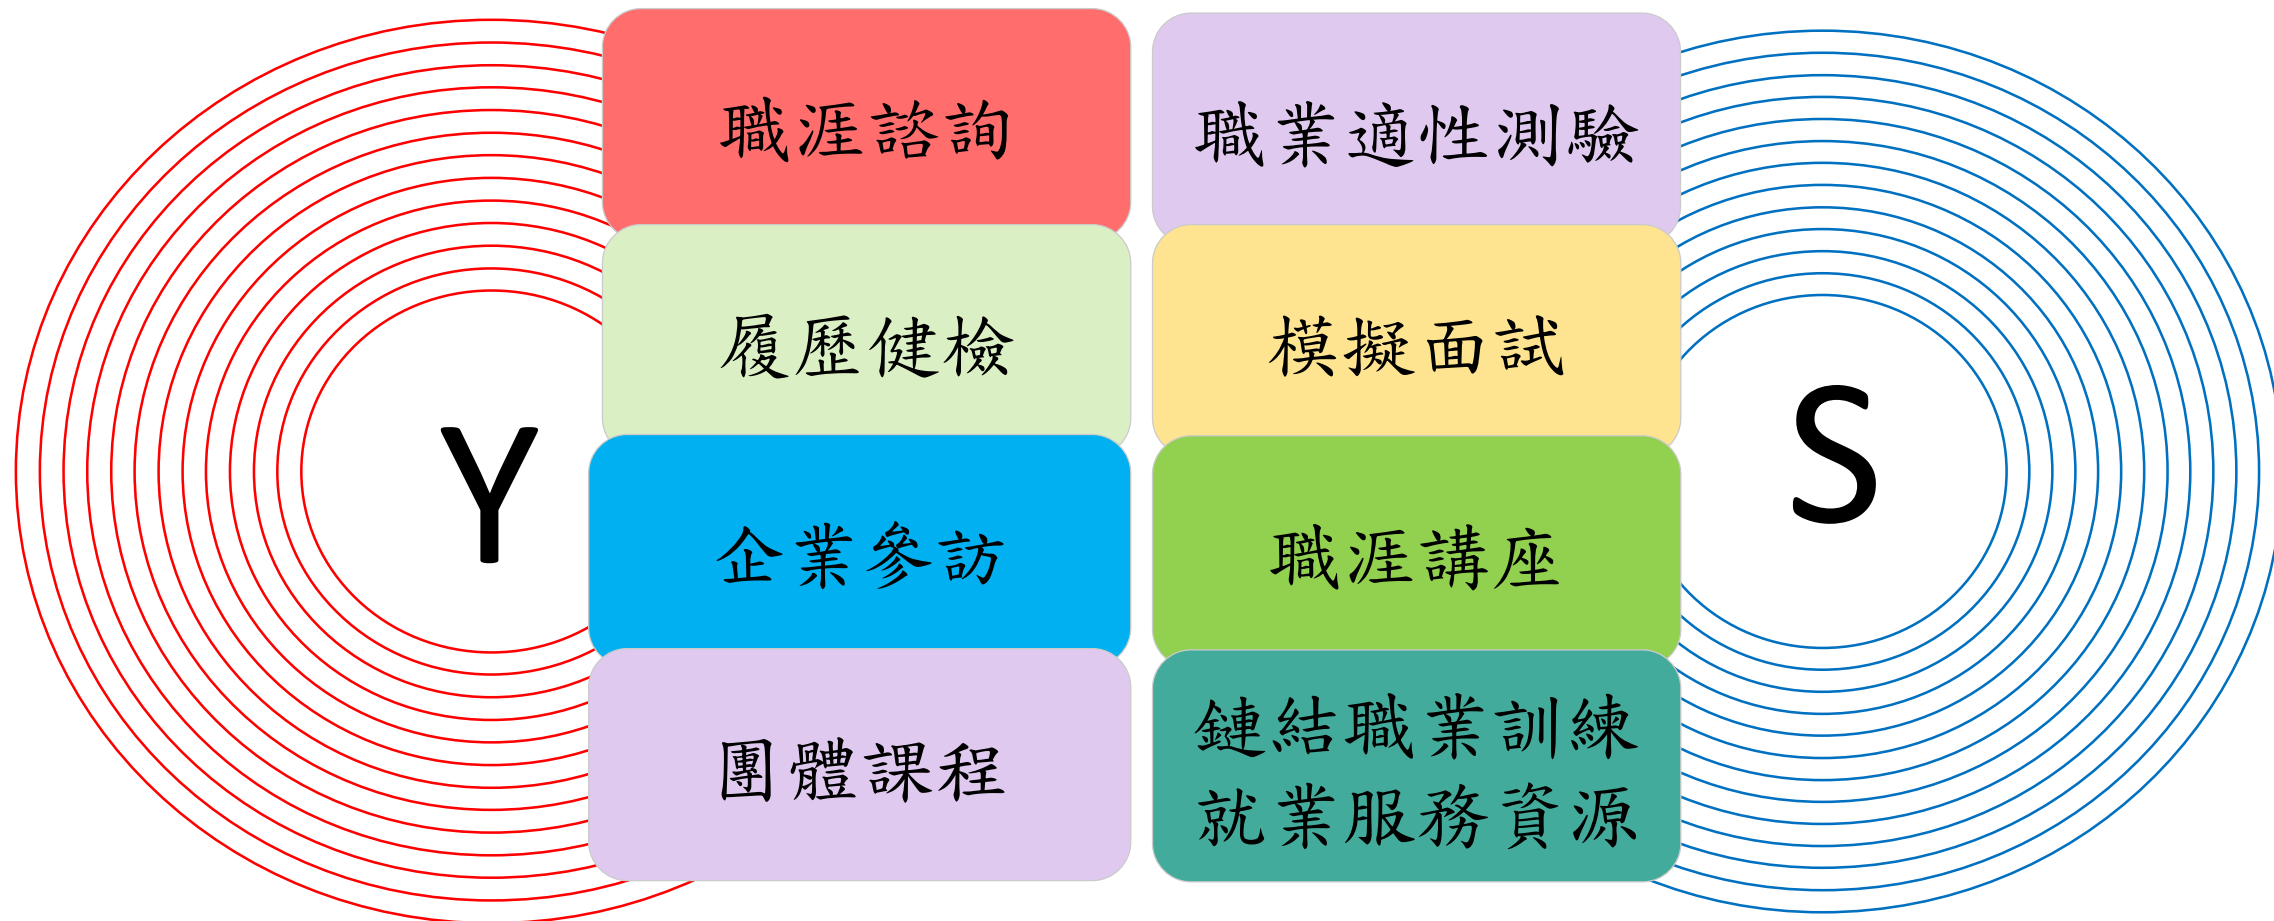 職涯諮詢
職業適性測驗
履歷健檢
模擬面試
Y
S
企業參訪
職涯講座
團體課程
鏈結職業訓練
就業服務資源